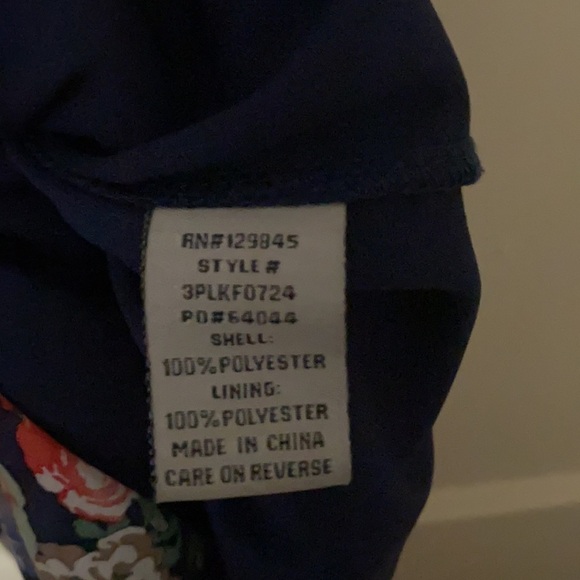 RN#129845
STYLE #
3PLKF0724
PO#64044
SHELL:
100%POLYESTER
LINING:
100%POLYESTER
MADE IN CHINA
CARE ON REVERSE